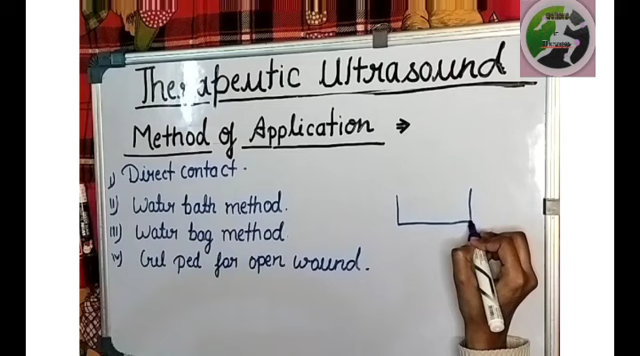 Therapeutic Ultrasound
Method of Application ⇒
i) Direct contact.
ii) Water bath method.
iii) Water bag method
iv) Gel ped for open wound.